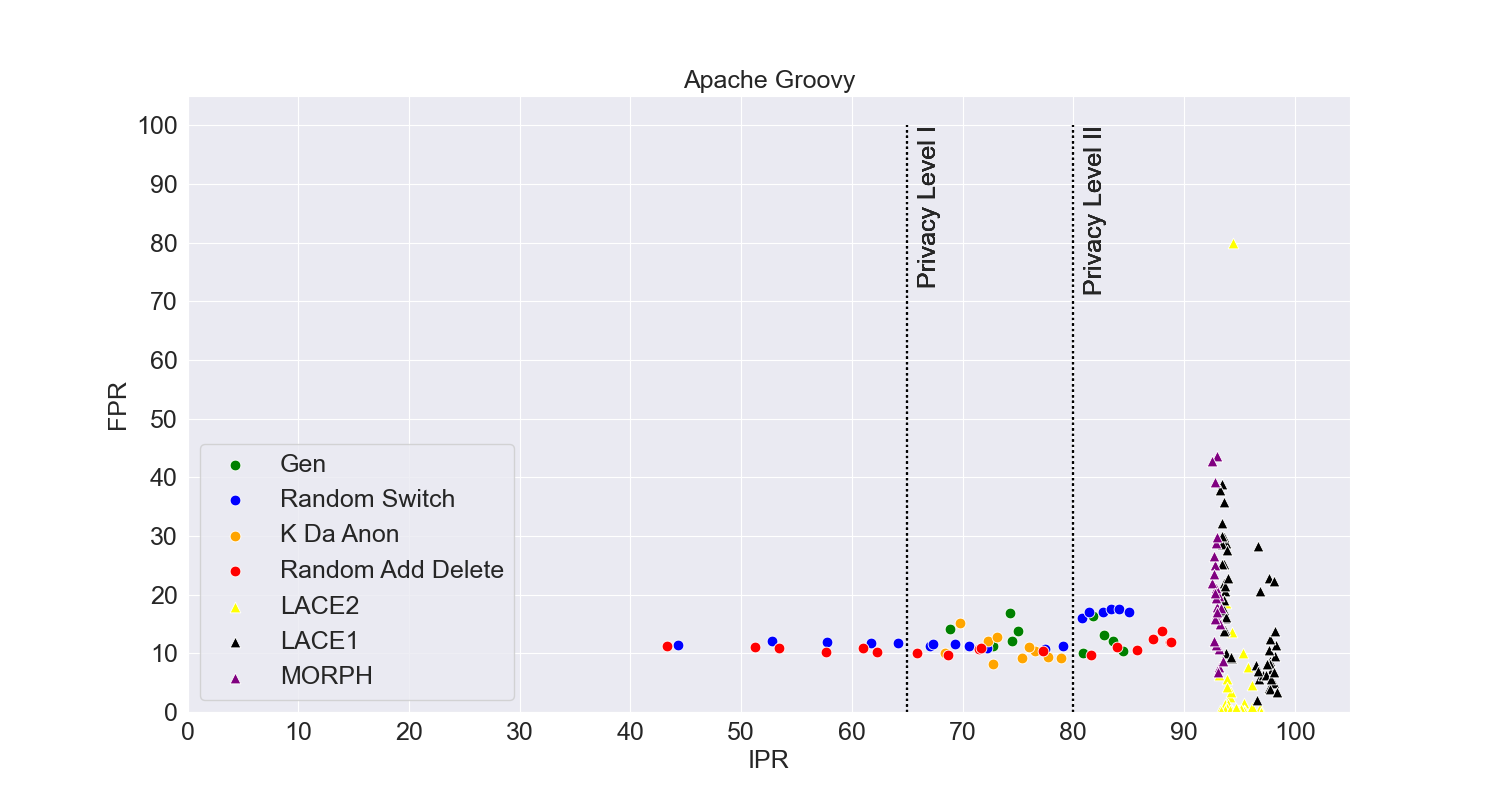 Apache Groovy
100
90
80
70
60
50
40
30
20
10
0
FPR
Privacy Level I
Privacy Level II
Gen
Random Switch
K Da Anon
Random Add Delete
LACE2
LACE1
MORPH
0 10 20 30 40 50 60 70 80 90 100
IPR